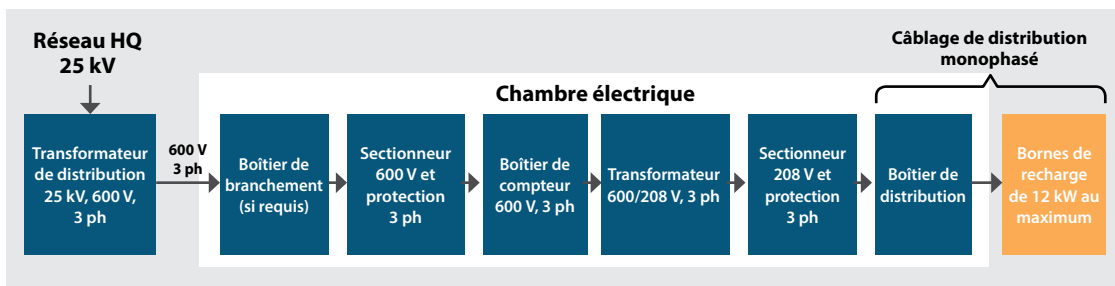 Réseau HQ
25 kV
Câblage de distribution
monophasé
Chambre électrique
Transformateur
de distribution
25 kV, 600 V,
3 ph
600 V
3 ph
Boîtier de
branchement
(si requis)
Sectionneur
600 V et
protection
3 ph
Boîtier de
compteur
600 V, 3 ph
Transformateur
600/208 V, 3 ph
Sectionneur
208 V et
protection
3 ph
Boîtier de
distribution
Bornes de
recharge
de 12 kW au
maximum